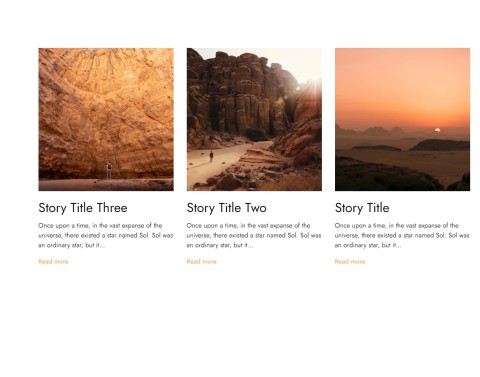 Story Title Three
Once upon a time, in the vast expanse of the
universe, there existed a star named Sol. Sol was
an ordinary star, but it...
Read more
Story Title Two
Once upon a time, in the vast expanse of the
universe, there existed a star named Sol. Sol was
an ordinary star, but it...
Read more
Story Title
Once upon a time, in the vast expanse of the
universe, there existed a star named Sol. Sol was
an ordinary star, but it...
Read more